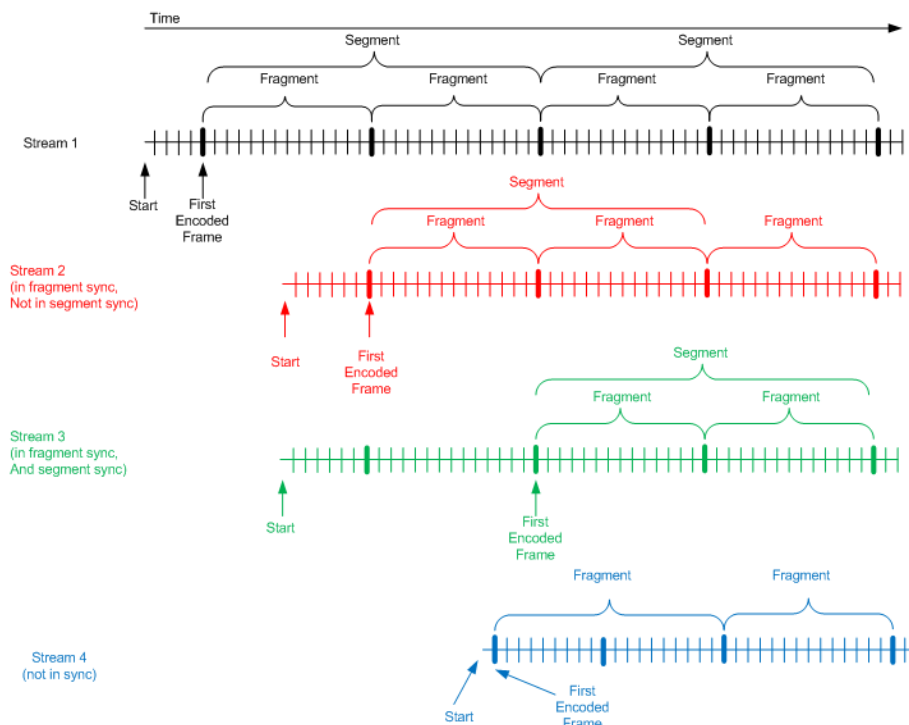 Time
Segment
Segment
Fragment
Fragment
Fragment
Fragment
Stream 1
Start
First
Encoded
Frame
Segment
Fragment
Fragment
Fragment
Stream 2
(in fragment sync,
Not in segment sync)
Start
First
Encoded
Frame
Segment
Fragment
Fragment
Stream 3
(in fragment sync,
And segment sync)
Start
First
Encoded
Frame
Fragment
Fragment
Stream 4
(not in sync)
Start
First
Encoded
Frame